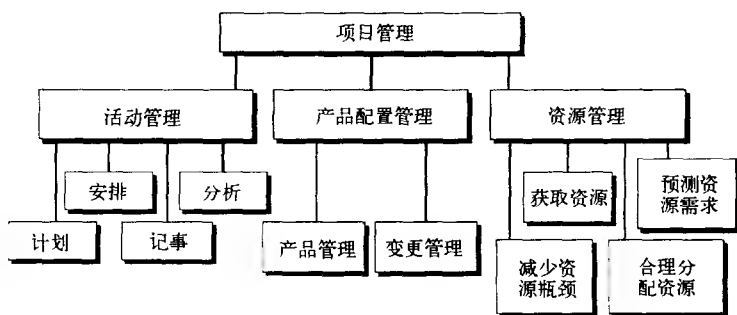 项目管理
活动管理
产品配置管理
资源管理
安排
分析
获取资源
预测资
源需求
计划
记事
产品管理
变更管理
减少资
源瓶颈
合理分
配资源